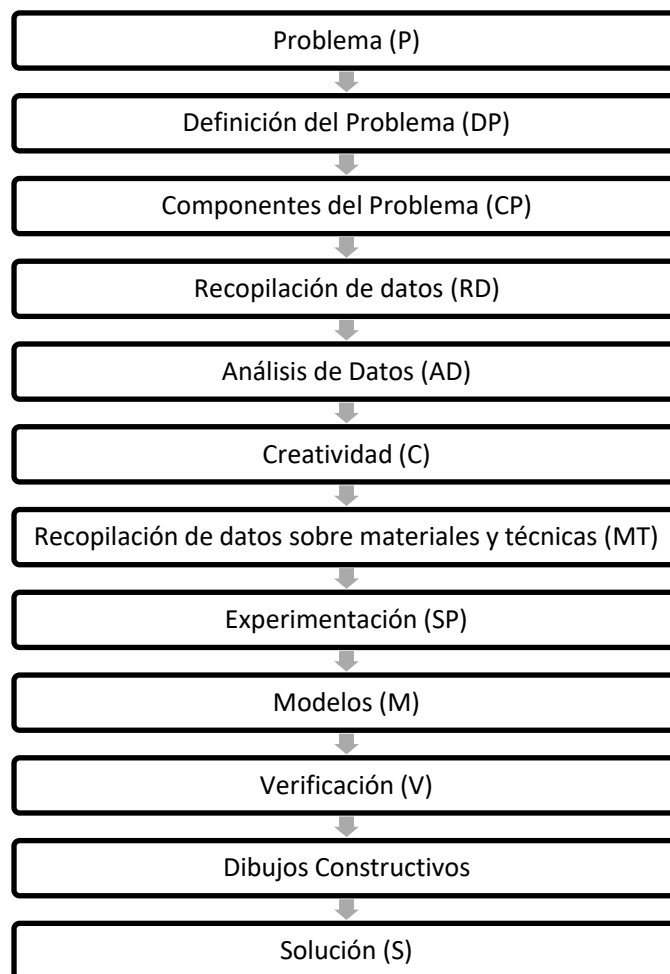 Problema (P)
Definición del Problema (DP)
Componentes del Problema (CP)
Recopilación de datos (RD)
Análisis de Datos (AD)
Creatividad (C)
Recopilación de datos sobre materiales y técnicas (MT)
Experimentación (SP)
Modelos (M)
Verificación (V)
Dibujos Constructivos
Solución (S)